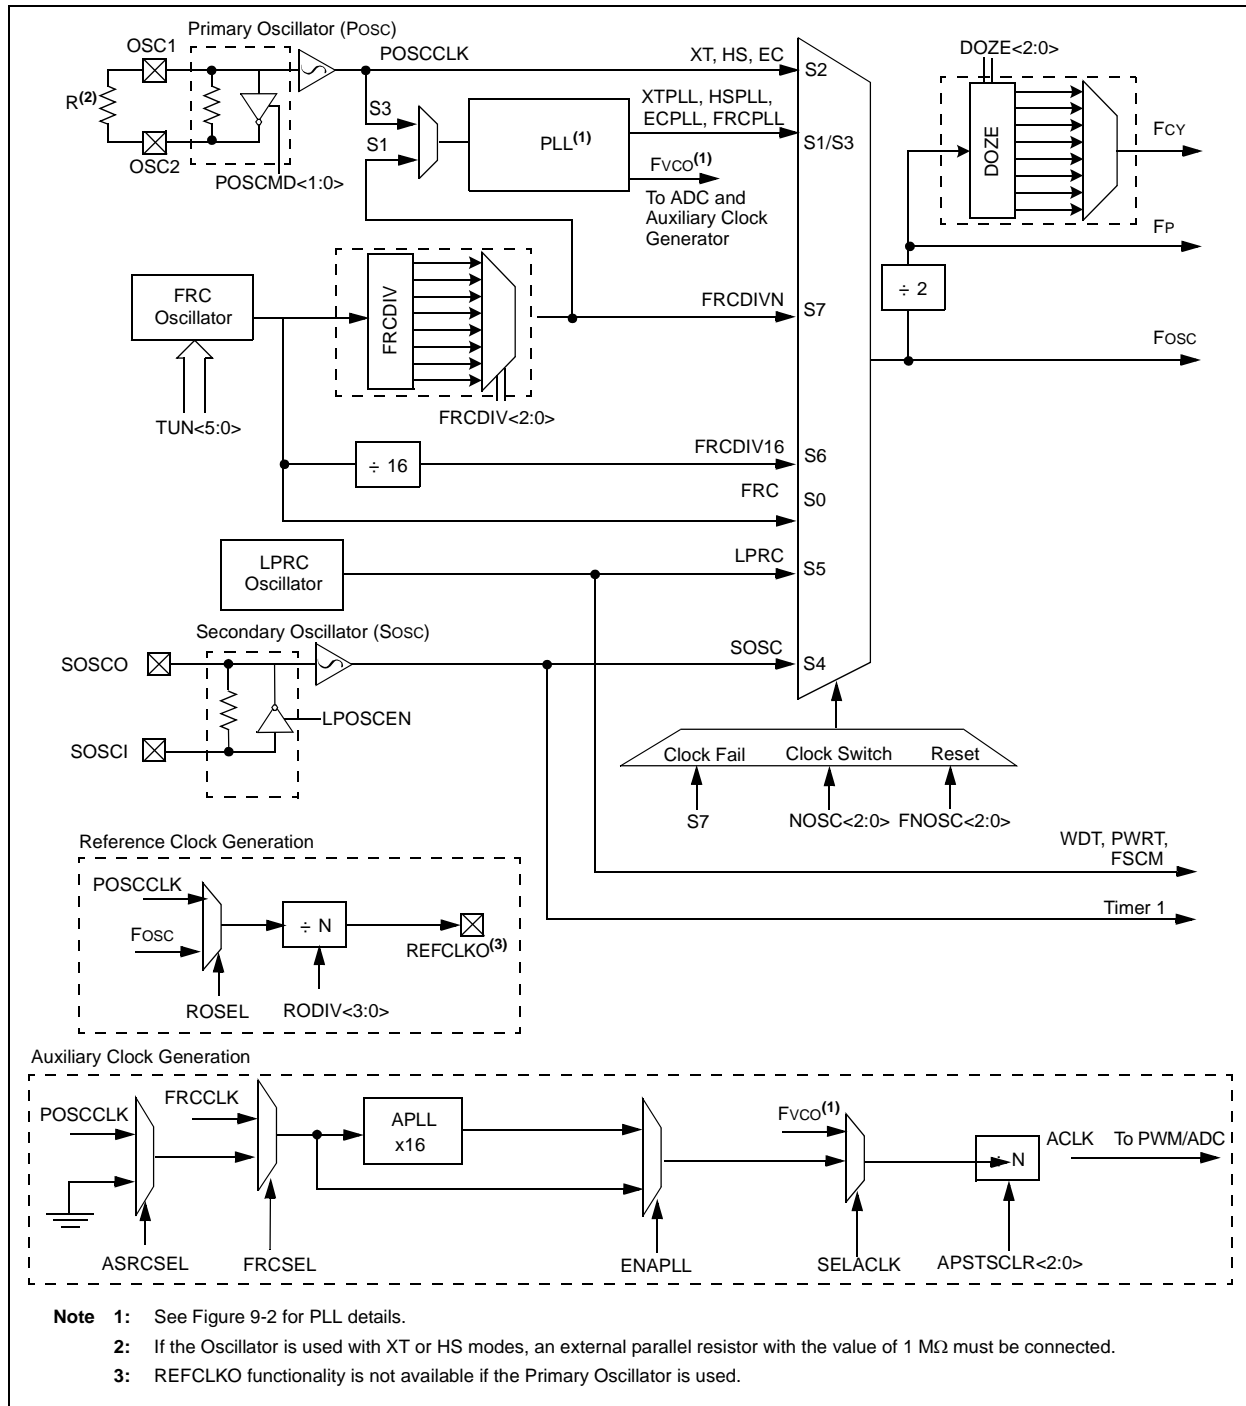 Primary Oscillator (POSC)
OSC1
R(2)
OSC2
POSCMD<1:0>
POSCCLK
S3
S1
PLL(1)
XT, HS, EC
XTPLL, HSPLL,
ECPLL, FRCPLL
FVCO(1)
To ADC and
Auxiliary Clock
Generator
S2
S1/S3
DOZE<2:0>
DOZE
FCY
FP
÷ 2
FOSC
FRC
Oscillator
TUN<5:0>
FRCDIV
FRCDIV<2:0>
FRCDIVN
S7
÷ 16
FRCDIV16
S6
FRC
S0
LPRC
Oscillator
LPRC
S5
Secondary Oscillator (SOSC)
SOSCO
SOSCI
LPOSCEN
SOSC
S4
Clock Fail
Clock Switch
Reset
S7
NOSC<2:0>
FNOSC<2:0>
WDT, PWRT,
FSCM
Timer 1
Reference Clock Generation
POSCCLK
FOSC
÷ N
REFCLKO(3)
ROSEL
RODIV<3:0>
Auxiliary Clock Generation
POSCCLK
FRCCLK
APLL
x16
FVCO(1)
÷ N
ACLK
To PWM/ADC
ASRCSEL
FRCSEL
ENAPLL
SELACLK
APSTSCLR<2:0>
Note 1: See Figure 9-2 for PLL details.
2: If the Oscillator is used with XT or HS modes, an external parallel resistor with the value of 1 MΩ must be connected.
3: REFCLKO functionality is not available if the Primary Oscillator is used.